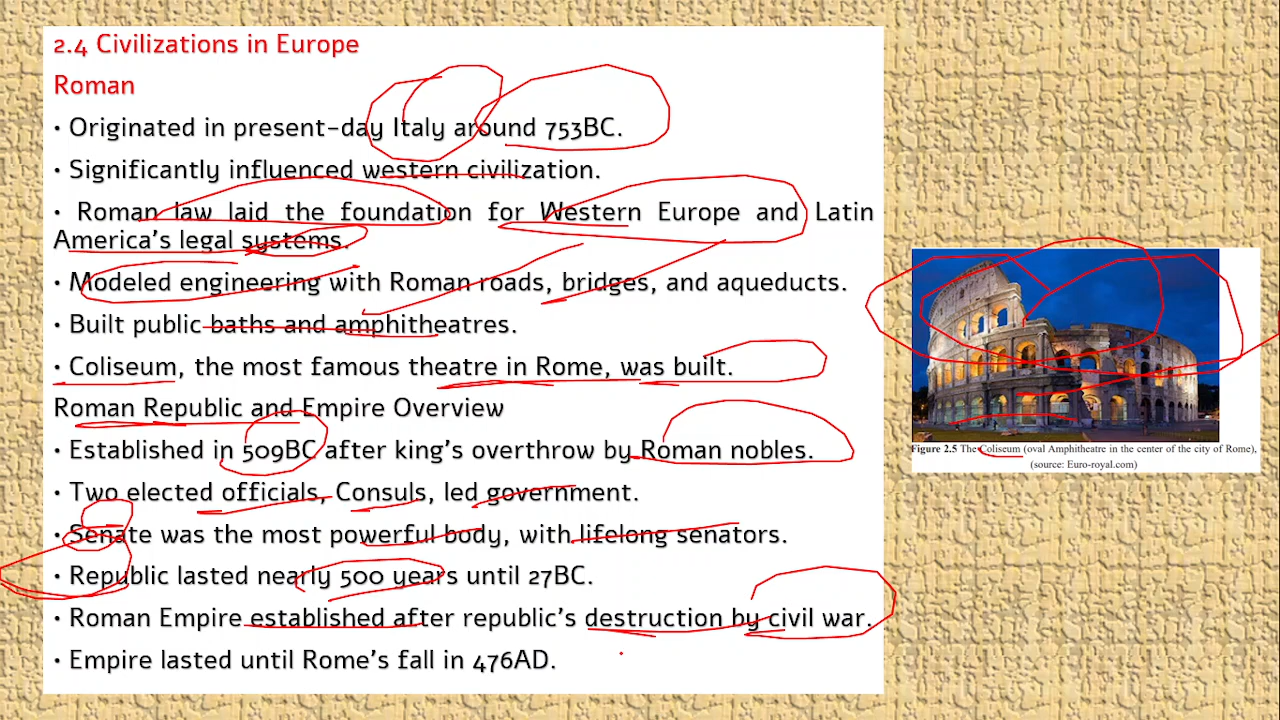 2.4 Civilizations in Europe
Roman
• Originated in present-day Italy around 753BC.
• Significantly influenced western civilization.
• Roman law laid the foundation for Western Europe and Latin
America's legal systems.
• Modeled engineering with Roman roads, bridges, and aqueducts.
• Built public baths and amphitheatres.
• Coliseum, the most famous theatre in Rome, was built.
Roman Republic and Empire Overview
• Established in 509BC after king's overthrow by Roman nobles.
• Two elected officials, Consuls, led government.
• Senate was the most powerful body, with lifelong senators.
• Republic lasted nearly 500 years until 27BC.
• Roman Empire established after republic's destruction by civil war.
• Empire lasted until Rome's fall in 476AD.
Figure 2.5 The Coliseum (oval Amphitheatre in the center of the city of Rome),
(source: Euro-royal.com)